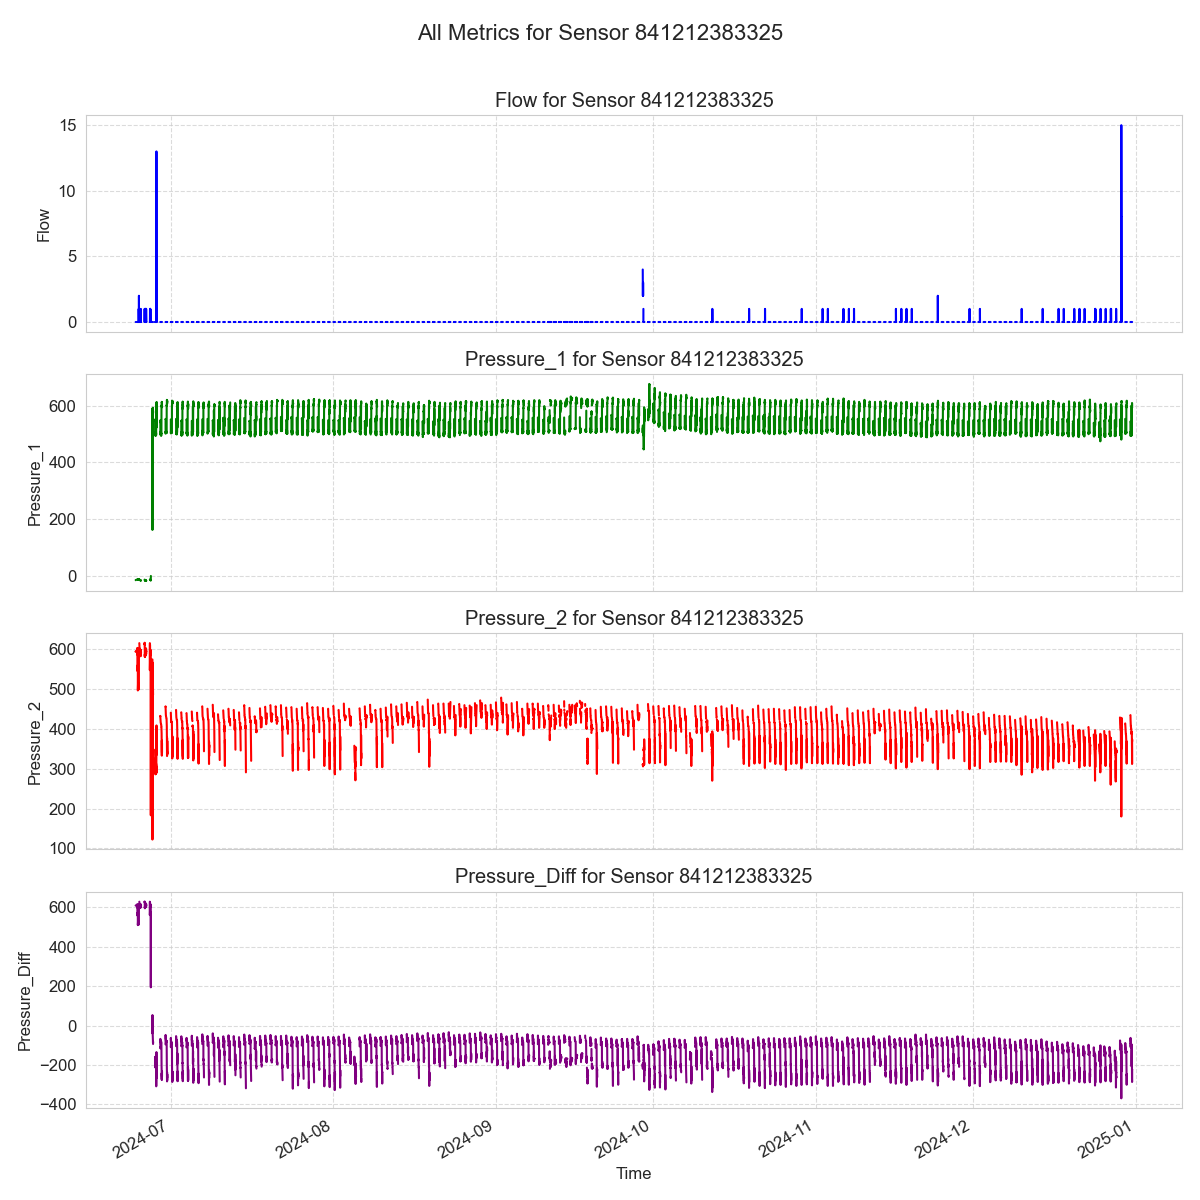 All Metrics for Sensor 841212383325
Flow for Sensor 841212383325
15
10
5
0
Flow
Pressure_1 for Sensor 841212383325
600
400
200
0
Pressure_1
Pressure_2 for Sensor 841212383325
600
500
400
300
200
100
Pressure_2
Pressure_Diff for Sensor 841212383325
600
400
200
0
−200
−400
Pressure_Diff
2024-07
2024-08
2024-09
2024-10
2024-11
2024-12
2025-01
Time